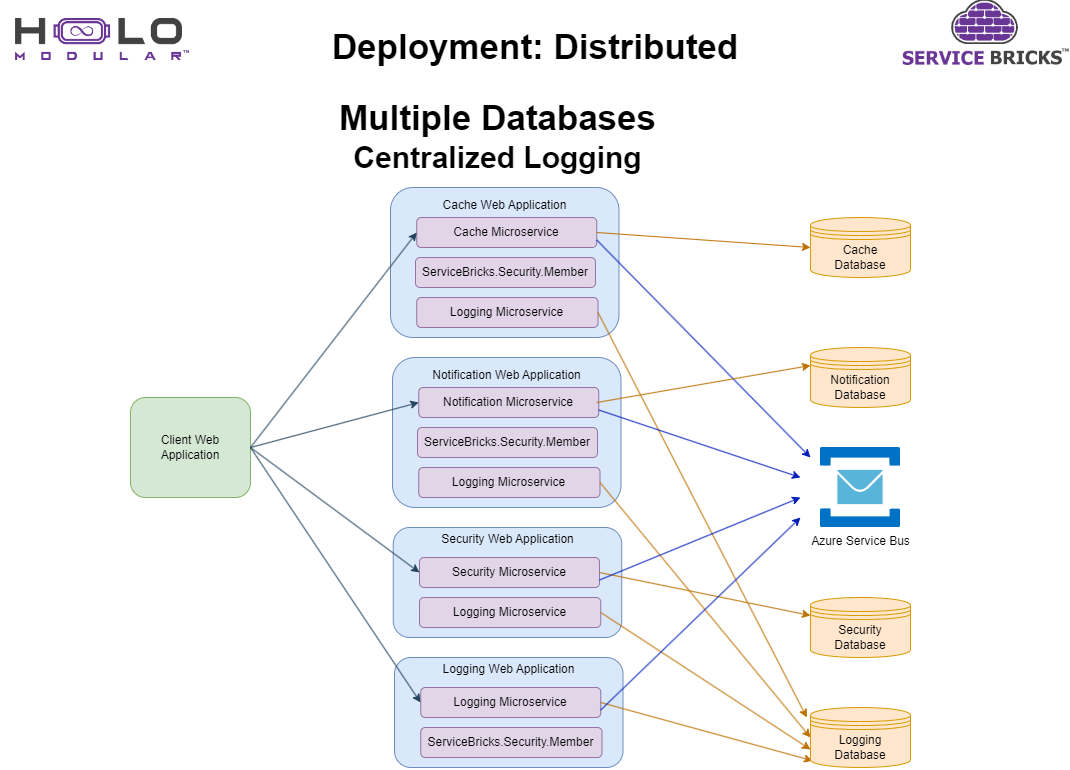 HOLO
MODULAR™
Deployment: Distributed
SERVICE BRICKS™
Multiple Databases
Centralized Logging
Cache Web Application
Cache Microservice
ServiceBricks.Security.Member
Logging Microservice
Cache
Database
Notification Web Application
Notification Microservice
ServiceBricks.Security.Member
Logging Microservice
Notification
Database
Client Web
Application
Azure Service Bus
Security Web Application
Security Microservice
Logging Microservice
Security
Database
Logging Web Application
Logging Microservice
ServiceBricks.Security.Member
Logging
Database